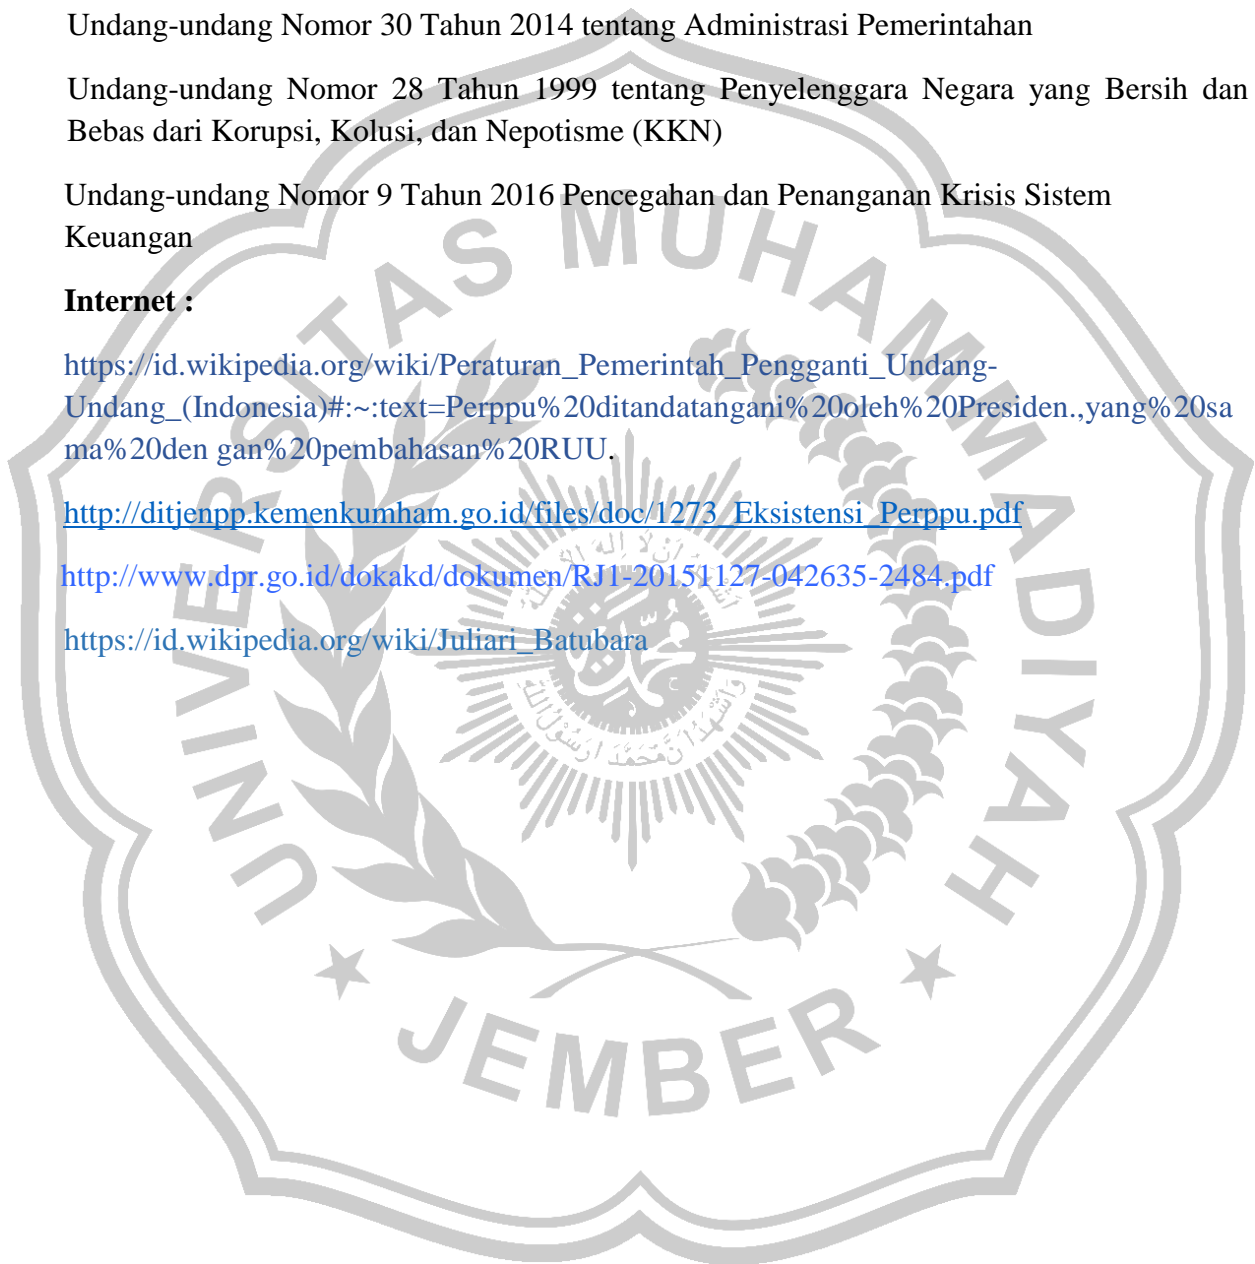 Undang-undang Nomor 30 Tahun 2014 tentang Administrasi Pemerintahan
Undang-undang Nomor 28 Tahun 1999 tentang Penyelenggara Negara yang Bersih dan
Bebas dari Korupsi, Kolusi, dan Nepotisme (KKN)
Undang-undang Nomor 9 Tahun 2016 Pencegahan dan Penanganan Krisis Sistem
Keuangan
Internet :
https://id.wikipedia.org/wiki/Peraturan_Pemerintah_Pengganti_Undang-
Undang_(Indonesia)#:~:text=Perppu%20ditandatangani%20oleh%20Presiden.,yang%20sa
ma%20den gan%20pembahasan%20RUU.
http://ditjenpp.kemenkumham.go.id/files/doc/1273_Eksistensi_Perppu.pdf
http://www.dpr.go.id/dokakd/dokumen/RJ1-20151127-042635-2484.pdf
https://id.wikipedia.org/wiki/Juliari_Batubara
UNIVERSITAS MUHAMMADIYAH
JEMBER